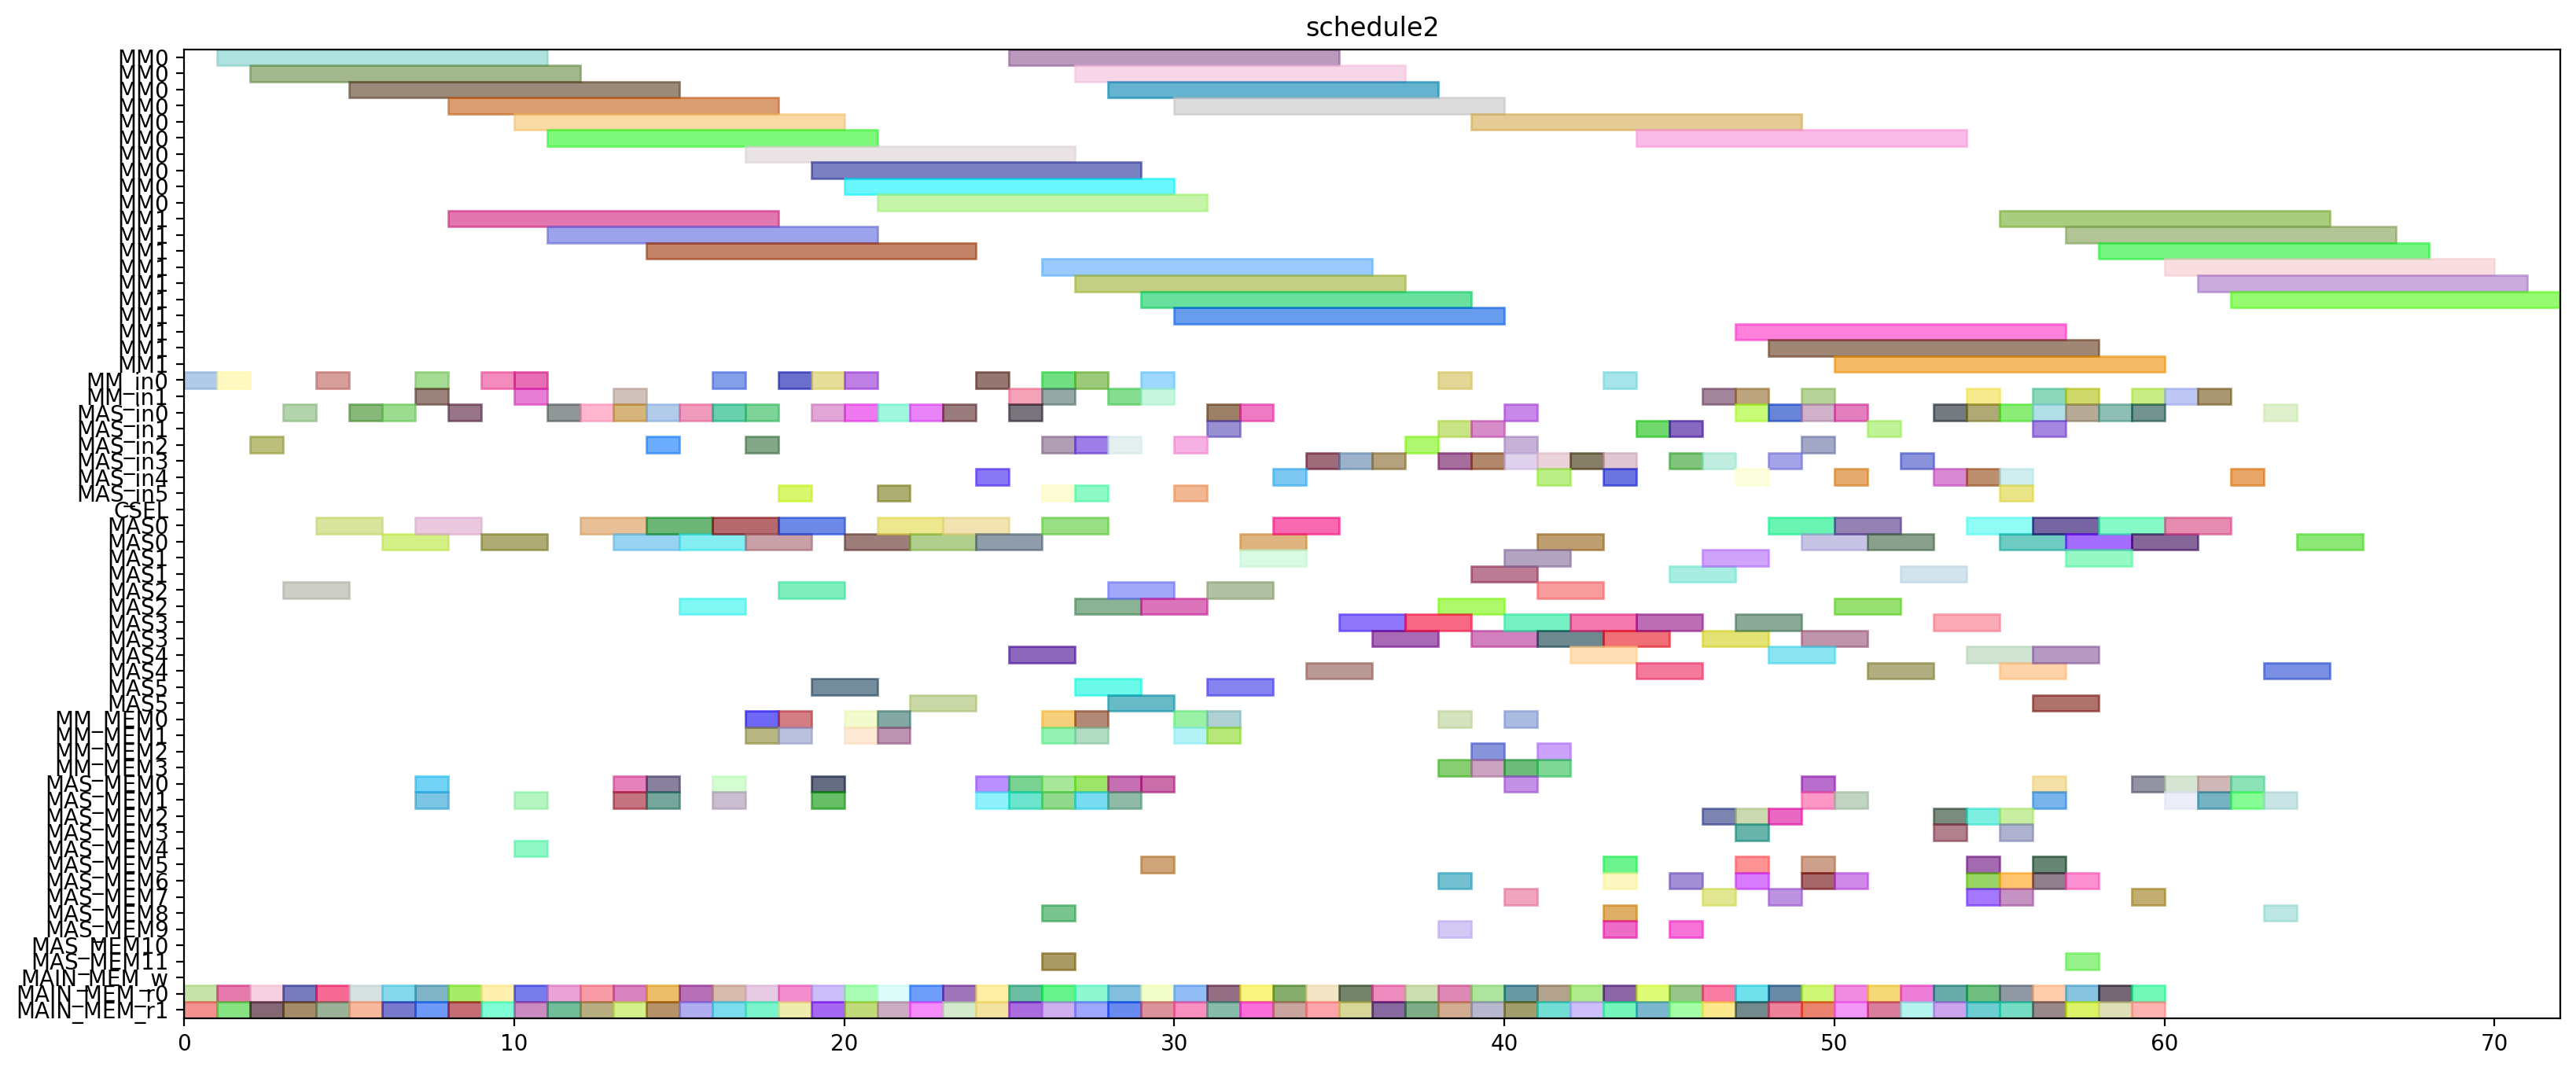 schedule2
MM0
MM0
MM0
MM0
MM0
MM0
MM0
MM0
MM0
MM0
MM1
MM1
MM1
MM1
MM1
MM1
MM1
MM1
MM1
MM1
MM_in0
MM_in1
MAS_in0
MAS_in1
MAS_in2
MAS_in3
MAS_in4
MAS_in5
CSEL
MAS0
MAS0
MAS1
MAS1
MAS2
MAS2
MAS3
MAS3
MAS4
MAS4
MAS5
MAS5
MM_MEM0
MM_MEM1
MM_MEM2
MM_MEM3
MAS_MEM0
MAS_MEM1
MAS_MEM2
MAS_MEM3
MAS_MEM4
MAS_MEM5
MAS_MEM6
MAS_MEM7
MAS_MEM8
MAS_MEM9
MAS_MEM10
MAS_MEM11
MAIN_MEM_w
MAIN_MEM_r0
MAIN_MEM_r1
0 10 20 30 40 50 60 70